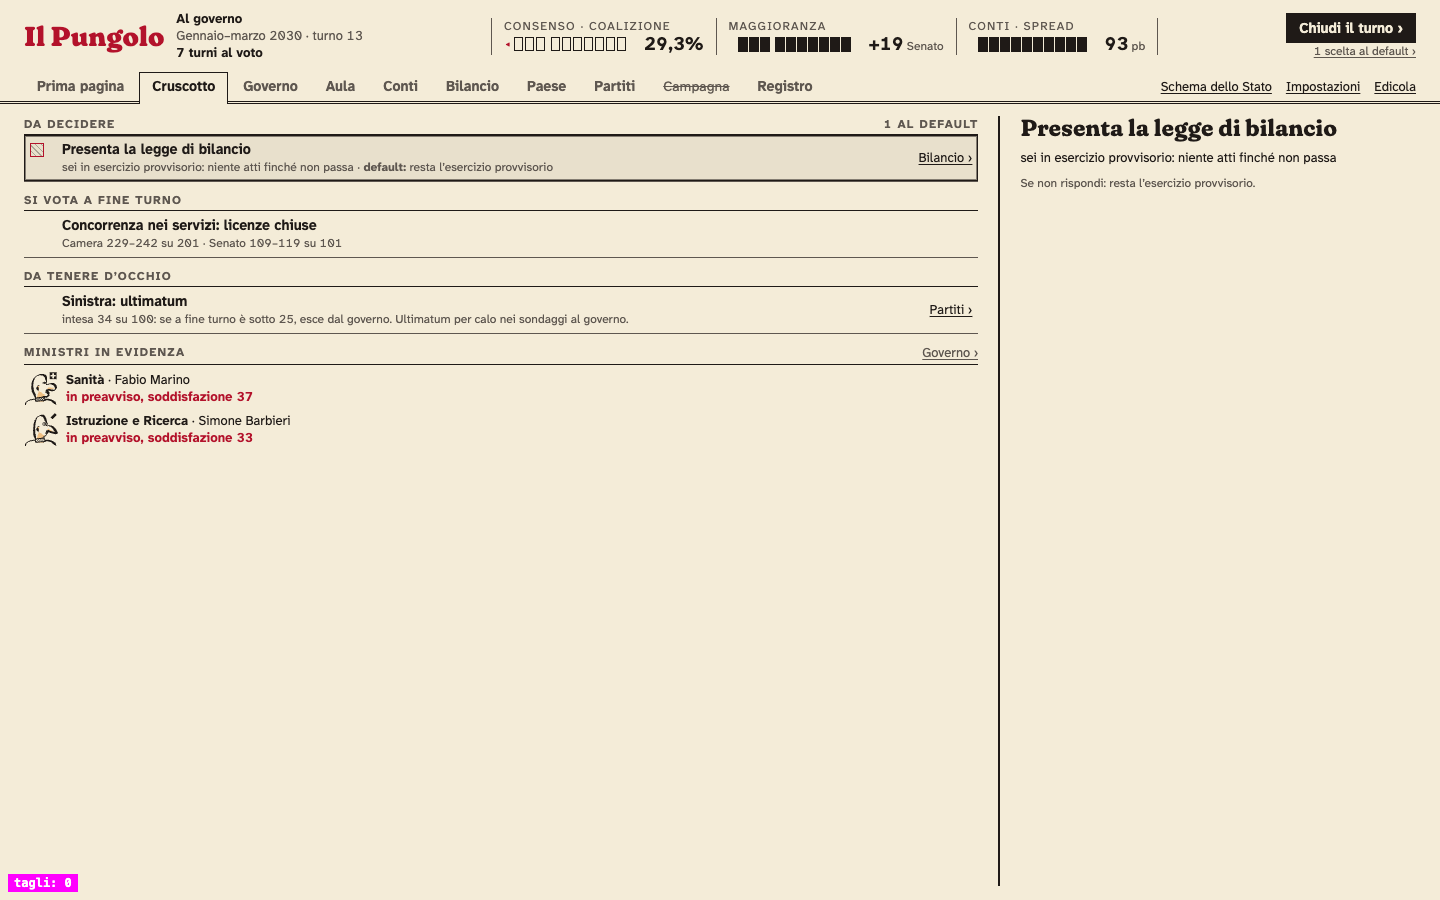 Il Pungolo
Al governo
Gennaio–marzo 2030 · turno 13
7 turni al voto
CONSENSO · COALIZIONE
29,3%
MAGGIORANZA
+19 Senato
CONTI · SPREAD
93 pb
Chiudi il turno ›
1 scelta al default ›
Prima pagina Cruscotto Governo Aula Conti Bilancio Paese Partiti Campagna Registro
Schema dello Stato Impostazioni Edicola
DA DECIDERE
1 AL DEFAULT
Presenta la legge di bilancio
sei in esercizio provvisorio: niente atti finché non passa · default: resta l'esercizio provvisorio
Bilancio ›
SI VOTA A FINE TURNO
Concorrenza nei servizi: licenze chiuse
Camera 229–242 su 201 · Senato 109–119 su 101
DA TENERE D'OCCHIO
Sinistra: ultimatum
intesa 34 su 100: se a fine turno è sotto 25, esce dal governo. Ultimatum per calo nei sondaggi al governo.
Partiti ›
MINISTRI IN EVIDENZA
Governo ›
Sanità · Fabio Marino
in preavviso, soddisfazione 37
Istruzione e Ricerca · Simone Barbieri
in preavviso, soddisfazione 33
Presenta la legge di bilancio
sei in esercizio provvisorio: niente atti finché non passa
Se non rispondi: resta l'esercizio provvisorio.
tagli: 0